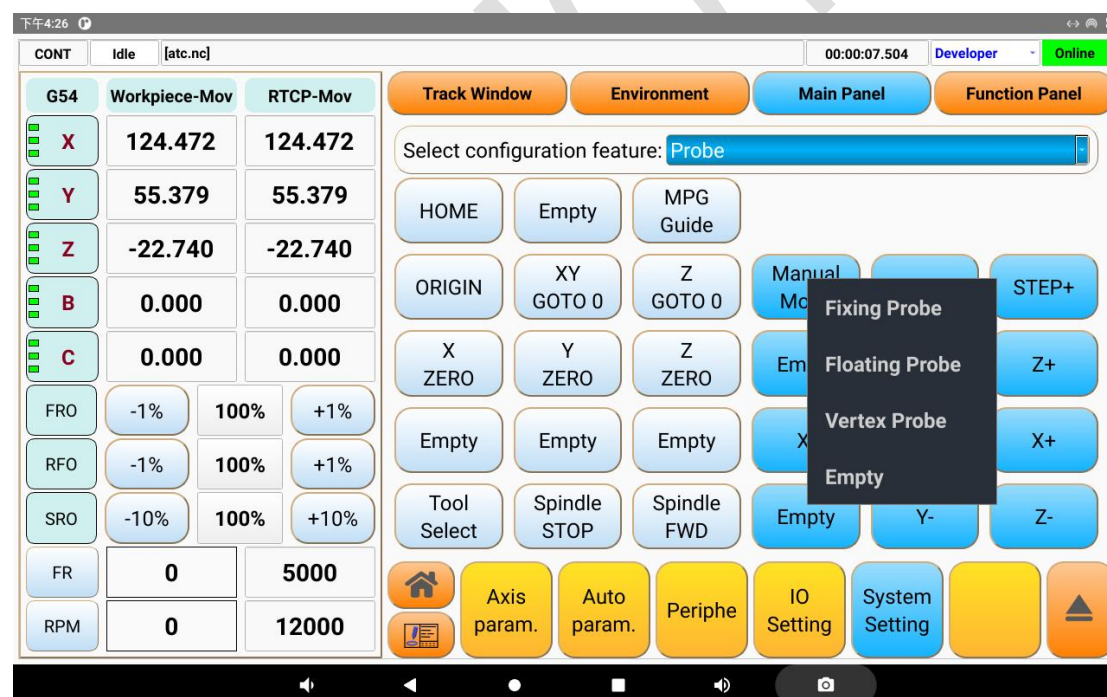 下午4:26
CONT Idle [atc.nc] 00:00:07.504 Developer Online
G54 Workpiece-Mov RTCP-Mov
X 124.472 124.472
Y 55.379 55.379
Z -22.740 -22.740
B 0.000 0.000
C 0.000 0.000
FRO -1% 100% +1%
RFO -1% 100% +1%
SRO -10% 100% +10%
FR 0 5000
RPM 0 12000
Track Window Environment Main Panel Function Panel
Select configuration feature: Probe
HOME Empty MPG
Guide
ORIGIN XY Z
GOTO 0 GOTO 0
X Y Z
ZERO ZERO ZERO
Empty Empty Empty
Tool Spindle Spindle
Select STOP FWD
Manual STEP+
Z+
X+
Empty Y- Z-
Fixing Probe
Floating Probe
Vertex Probe
Empty
Axis Auto Periphe IO System
param. param. Setting Setting